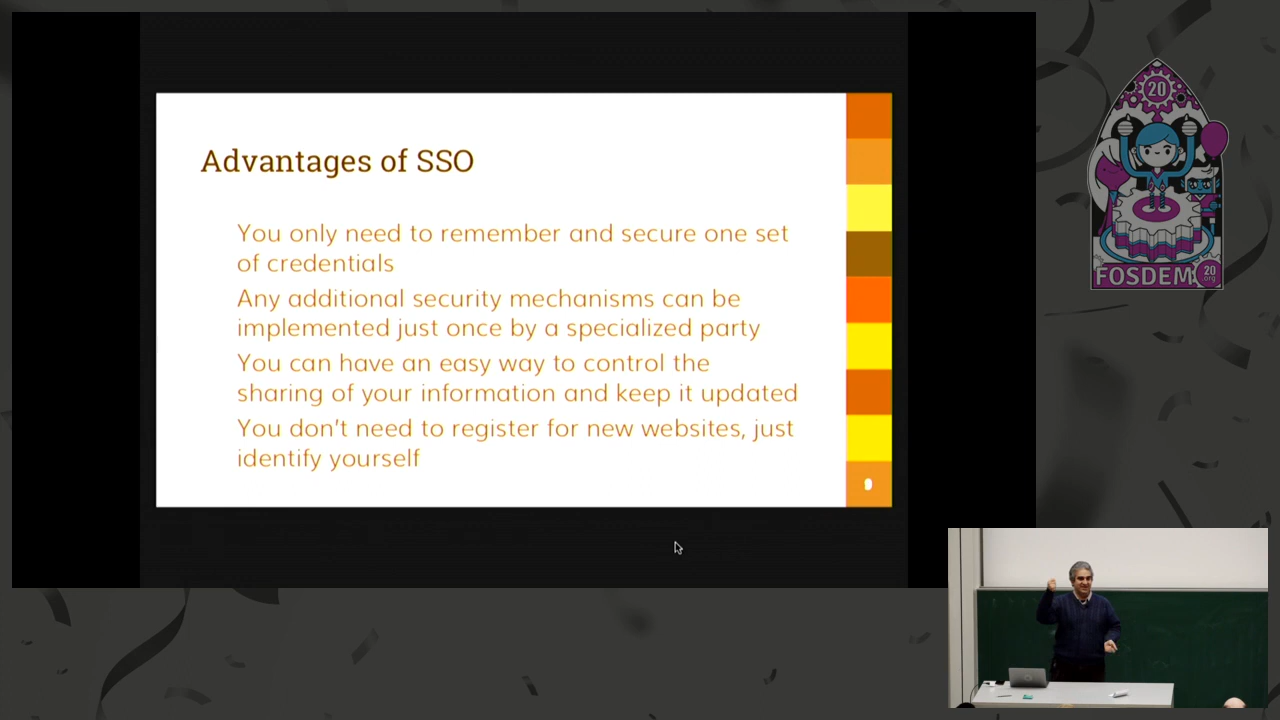 Advantages of SSO
You only need to remember and secure one set
of credentials
Any additional security mechanisms can be
implemented just once by a specialized party
You can have an easy way to control the
sharing of your information and keep it updated
You don't need to register for new websites, just
identify yourself
9
20
FOSDEM
20
.org